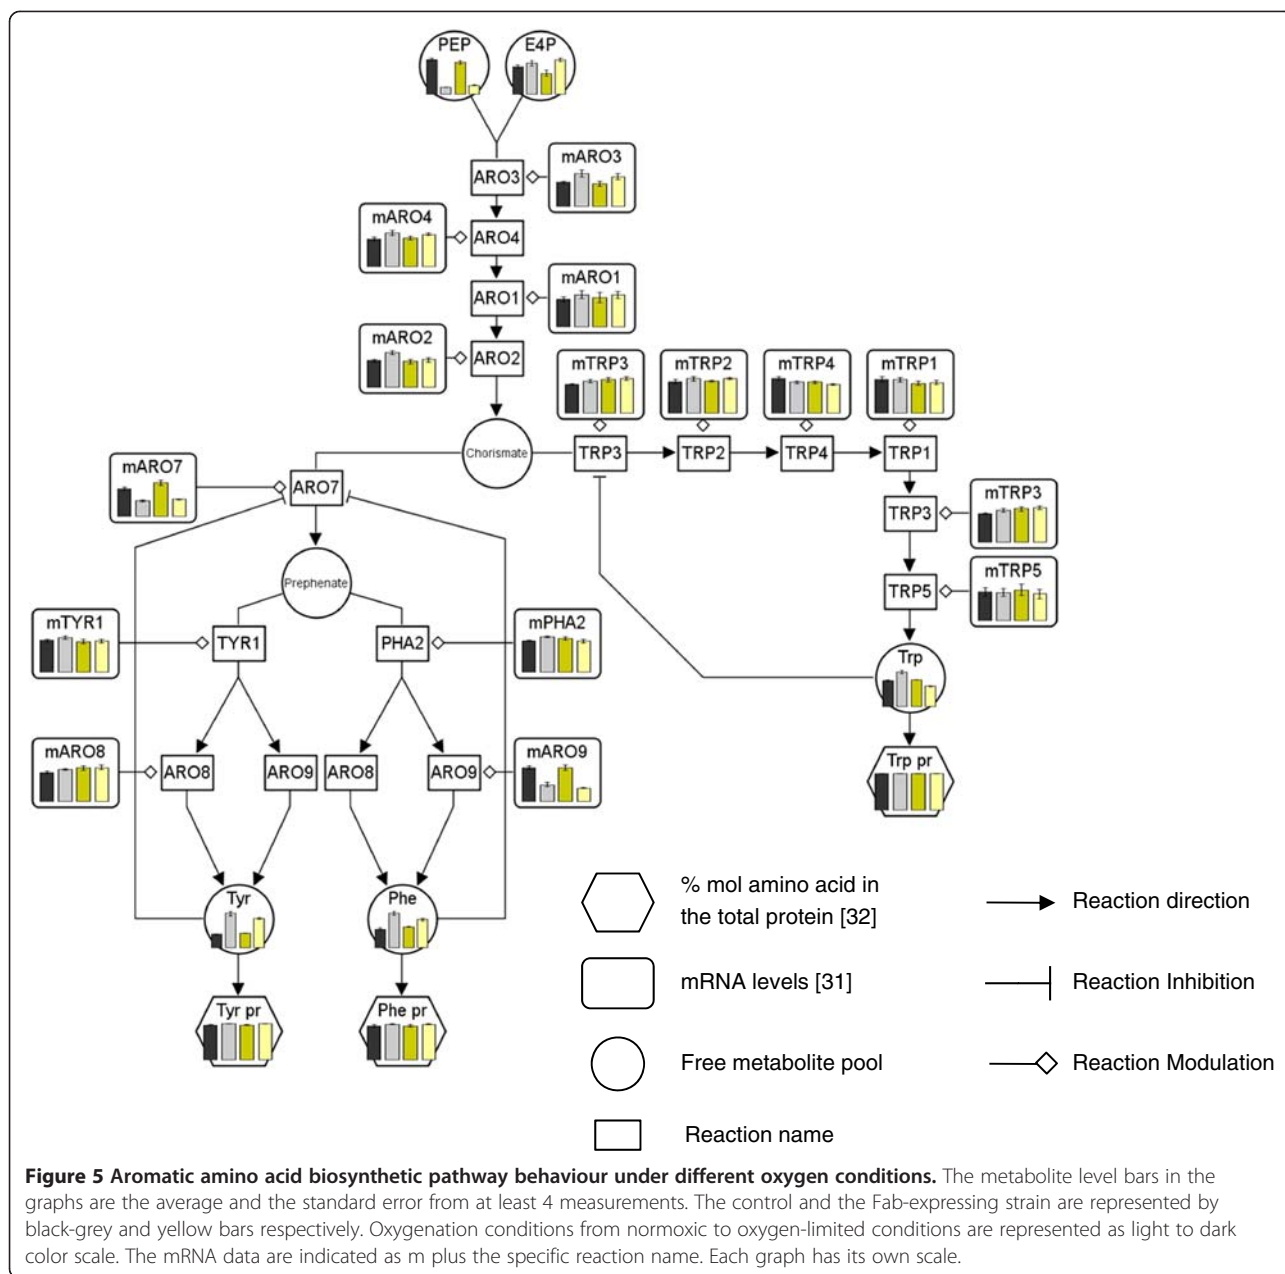 PEP
E4P
mARO3
ARO3
mARO4
ARO4
mARO1
ARO1
mARO2
ARO2
mTRP3
mTRP2
mTRP4
mTRP1
Chorismate
TRP3
TRP2
TRP4
TRP1
mARO7
ARO7
mTRP3
TRP3
mTRP5
TRP5
Prephenate
mTYR1
TYR1
PHA2
mPHA2
Trp
mARO8
ARO8
ARO9
ARO8
ARO9
mARO9
Trp pr
Tyr
Phe
Tyr pr
Phe pr
% mol amino acid in
the total protein [32]
Reaction direction
mRNA levels [31]
Reaction Inhibition
Free metabolite pool
Reaction Modulation
Reaction name
Figure 5 Aromatic amino acid biosynthetic pathway behaviour under different oxygen conditions. The metabolite level bars in the
graphs are the average and the standard error from at least 4 measurements. The control and the Fab-expressing strain are represented by
black-grey and yellow bars respectively. Oxygenation conditions from normoxic to oxygen-limited conditions are represented as light to dark
color scale. The mRNA data are indicated as m plus the specific reaction name. Each graph has its own scale.